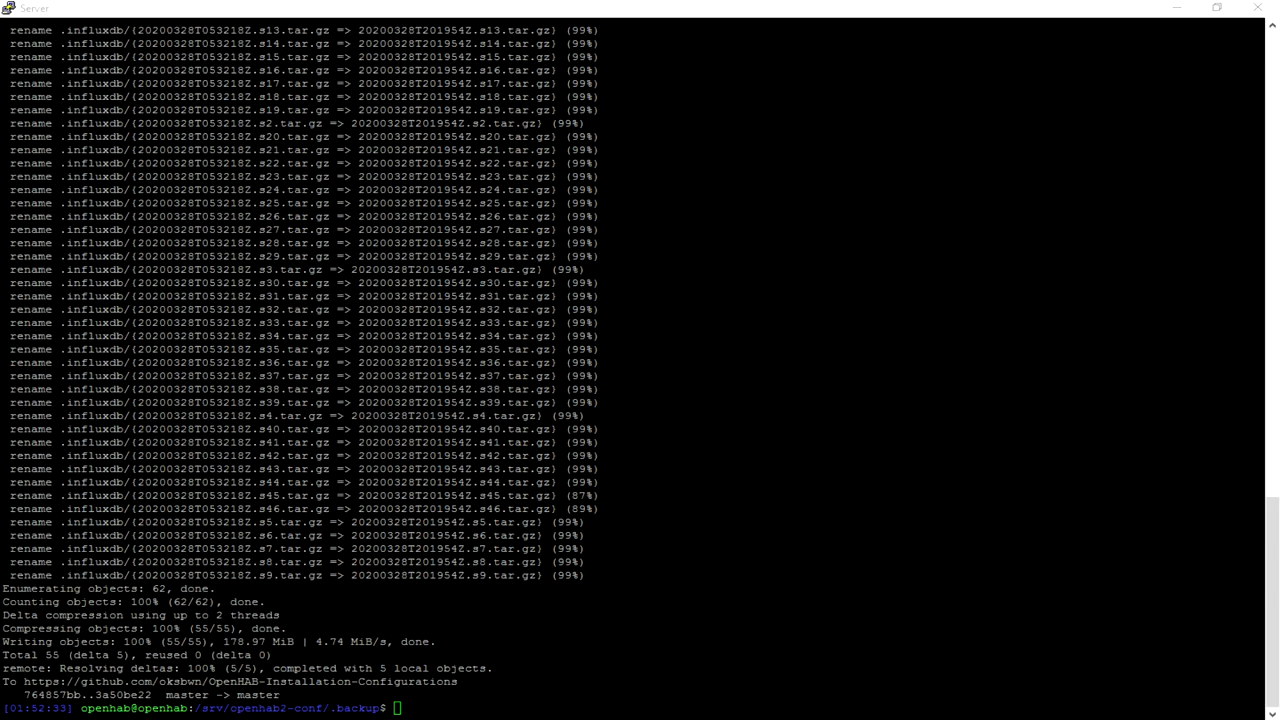 Server
rename .influxdb/{20200328T053218Z.s13.tar.gz => 20200328T201954Z.s13.tar.gz} (99%)
rename .influxdb/{20200328T053218Z.s14.tar.gz => 20200328T201954Z.s14.tar.gz} (99%)
rename .influxdb/{20200328T053218Z.s15.tar.gz => 20200328T201954Z.s15.tar.gz} (99%)
rename .influxdb/{20200328T053218Z.s16.tar.gz => 20200328T201954Z.s16.tar.gz} (99%)
rename .influxdb/{20200328T053218Z.s17.tar.gz => 20200328T201954Z.s17.tar.gz} (99%)
rename .influxdb/{20200328T053218Z.s18.tar.gz => 20200328T201954Z.s18.tar.gz} (99%)
rename .influxdb/{20200328T053218Z.s19.tar.gz => 20200328T201954Z.s19.tar.gz} (99%)
rename .influxdb/{20200328T053218Z.s2.tar.gz => 20200328T201954Z.s2.tar.gz} (99%)
rename .influxdb/{20200328T053218Z.s20.tar.gz => 20200328T201954Z.s20.tar.gz} (99%)
rename .influxdb/{20200328T053218Z.s21.tar.gz => 20200328T201954Z.s21.tar.gz} (99%)
rename .influxdb/{20200328T053218Z.s22.tar.gz => 20200328T201954Z.s22.tar.gz} (99%)
rename .influxdb/{20200328T053218Z.s23.tar.gz => 20200328T201954Z.s23.tar.gz} (99%)
rename .influxdb/{20200328T053218Z.s24.tar.gz => 20200328T201954Z.s24.tar.gz} (99%)
rename .influxdb/{20200328T053218Z.s25.tar.gz => 20200328T201954Z.s25.tar.gz} (99%)
rename .influxdb/{20200328T053218Z.s26.tar.gz => 20200328T201954Z.s26.tar.gz} (99%)
rename .influxdb/{20200328T053218Z.s27.tar.gz => 20200328T201954Z.s27.tar.gz} (99%)
rename .influxdb/{20200328T053218Z.s28.tar.gz => 20200328T201954Z.s28.tar.gz} (99%)
rename .influxdb/{20200328T053218Z.s29.tar.gz => 20200328T201954Z.s29.tar.gz} (99%)
rename .influxdb/{20200328T053218Z.s3.tar.gz => 20200328T201954Z.s3.tar.gz} (99%)
rename .influxdb/{20200328T053218Z.s30.tar.gz => 20200328T201954Z.s30.tar.gz} (99%)
rename .influxdb/{20200328T053218Z.s31.tar.gz => 20200328T201954Z.s31.tar.gz} (99%)
rename .influxdb/{20200328T053218Z.s32.tar.gz => 20200328T201954Z.s32.tar.gz} (99%)
rename .influxdb/{20200328T053218Z.s33.tar.gz => 20200328T201954Z.s33.tar.gz} (99%)
rename .influxdb/{20200328T053218Z.s34.tar.gz => 20200328T201954Z.s34.tar.gz} (99%)
rename .influxdb/{20200328T053218Z.s35.tar.gz => 20200328T201954Z.s35.tar.gz} (99%)
rename .influxdb/{20200328T053218Z.s36.tar.gz => 20200328T201954Z.s36.tar.gz} (99%)
rename .influxdb/{20200328T053218Z.s37.tar.gz => 20200328T201954Z.s37.tar.gz} (99%)
rename .influxdb/{20200328T053218Z.s38.tar.gz => 20200328T201954Z.s38.tar.gz} (99%)
rename .influxdb/{20200328T053218Z.s39.tar.gz => 20200328T201954Z.s39.tar.gz} (99%)
rename .influxdb/{20200328T053218Z.s4.tar.gz => 20200328T201954Z.s4.tar.gz} (99%)
rename .influxdb/{20200328T053218Z.s40.tar.gz => 20200328T201954Z.s40.tar.gz} (99%)
rename .influxdb/{20200328T053218Z.s41.tar.gz => 20200328T201954Z.s41.tar.gz} (99%)
rename .influxdb/{20200328T053218Z.s42.tar.gz => 20200328T201954Z.s42.tar.gz} (99%)
rename .influxdb/{20200328T053218Z.s43.tar.gz => 20200328T201954Z.s43.tar.gz} (99%)
rename .influxdb/{20200328T053218Z.s44.tar.gz => 20200328T201954Z.s44.tar.gz} (99%)
rename .influxdb/{20200328T053218Z.s45.tar.gz => 20200328T201954Z.s45.tar.gz} (87%)
rename .influxdb/{20200328T053218Z.s46.tar.gz => 20200328T201954Z.s46.tar.gz} (89%)
rename .influxdb/{20200328T053218Z.s5.tar.gz => 20200328T201954Z.s5.tar.gz} (99%)
rename .influxdb/{20200328T053218Z.s6.tar.gz => 20200328T201954Z.s6.tar.gz} (99%)
rename .influxdb/{20200328T053218Z.s7.tar.gz => 20200328T201954Z.s7.tar.gz} (99%)
rename .influxdb/{20200328T053218Z.s8.tar.gz => 20200328T201954Z.s8.tar.gz} (99%)
rename .influxdb/{20200328T053218Z.s9.tar.gz => 20200328T201954Z.s9.tar.gz} (99%)
Enumerating objects: 62, done.
Counting objects: 100% (62/62), done.
Delta compression using up to 2 threads
Compressing objects: 100% (55/55), done.
Writing objects: 100% (55/55), 178.97 MiB | 4.74 MiB/s, done.
Total 55 (delta 5), reused 0 (delta 0)
remote: Resolving deltas: 100% (5/5), completed with 5 local objects.
To https://github.com/oksbwn/OpenHAB-Installation-Configurations
764857bb..3a50be22 master -> master
[01:52:33] openhab@openhab:/srv/openhab2-conf/.backup$